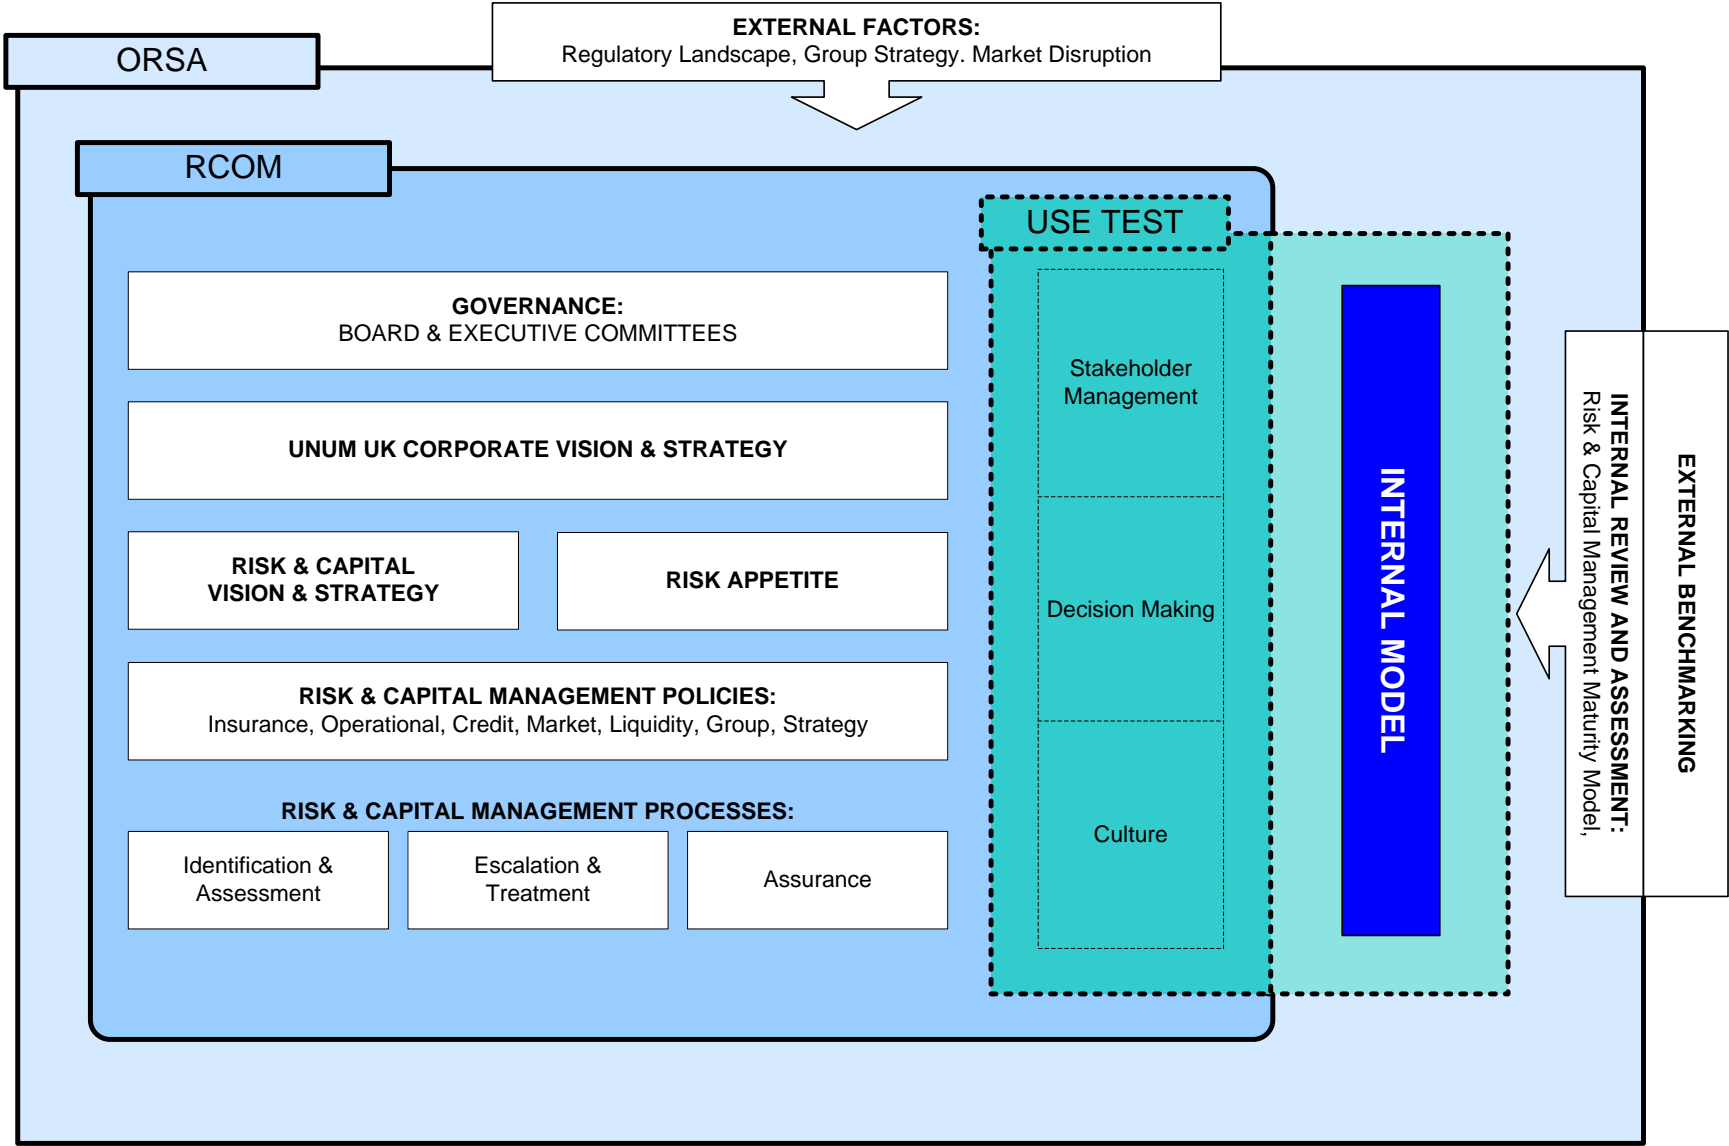 EXTERNAL FACTORS:
Regulatory Landscape, Group Strategy. Market Disruption
ORSA
RCOM
USE TEST
GOVERNANCE:
BOARD & EXECUTIVE COMMITTEES
UNUM UK CORPORATE VISION & STRATEGY
RISK & CAPITAL
VISION & STRATEGY
RISK APPETITE
RISK & CAPITAL MANAGEMENT POLICIES:
Insurance, Operational, Credit, Market, Liquidity, Group, Strategy
RISK & CAPITAL MANAGEMENT PROCESSES:
Identification &
Assessment
Escalation &
Treatment
Assurance
Stakeholder
Management
Decision Making
Culture
INTERNAL MODEL
INTERNAL REVIEW AND ASSESSMENT:
Risk & Capital Management Maturity Model,
EXTERNAL BENCHMARKING